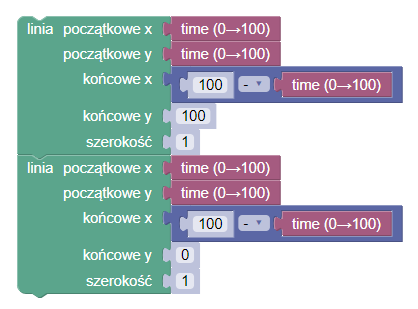 linia początkowe x time (0→100)
początkowe y time (0→100)
końcowe x 100 - time (0→100)
końcowe y 100
szerokość 1
linia początkowe x time (0→100)
początkowe y time (0→100)
końcowe x 100 - time (0→100)
końcowe y 0
szerokość 1